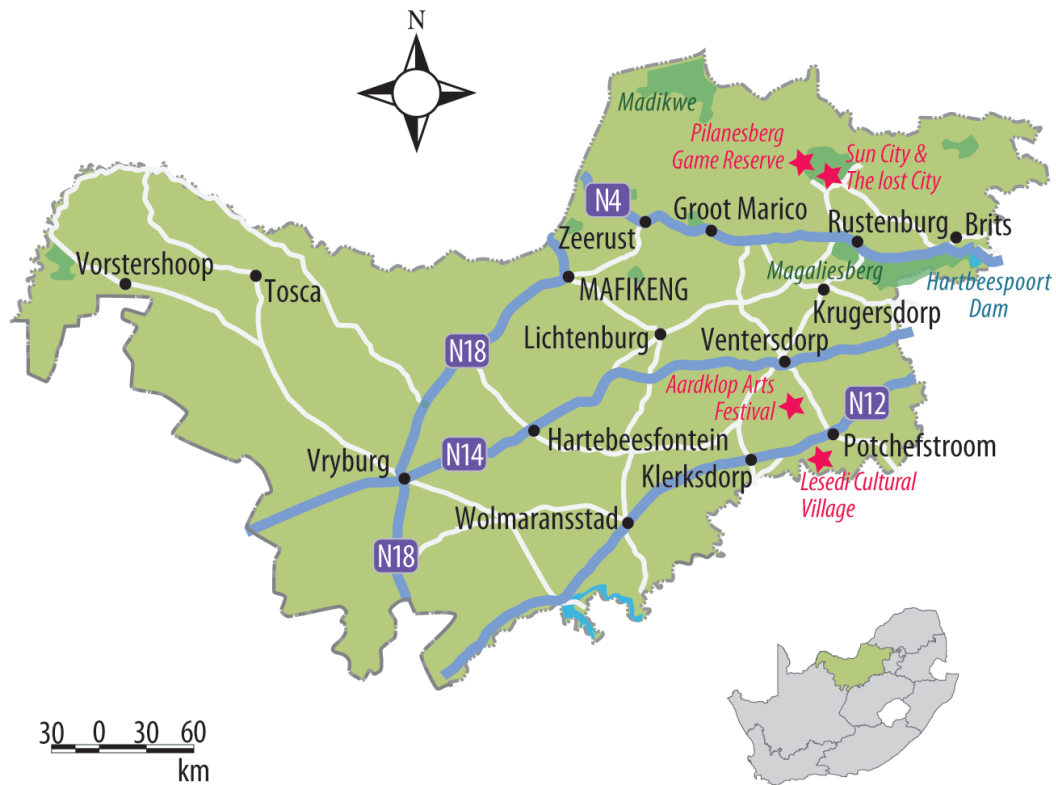 N
Madikwe
Pilanesberg
Game Reserve
Sun City &
The lost City
N4
Groot Marico
Zeerust
Rustenburg
Brits
Vorstershoop
Tosca
MAFIKENG
Magaliesberg
Hartbeespoort
Dam
Krugersdorp
Lichtenburg
Ventersdorp
N18
Aardklop Arts
Festival
N12
Hartebeesfontein
Potchefstroom
N14
Vryburg
Klerksdorp
Lesedi Cultural
Village
Wolmaransstad
N18
30 0 30 60
km